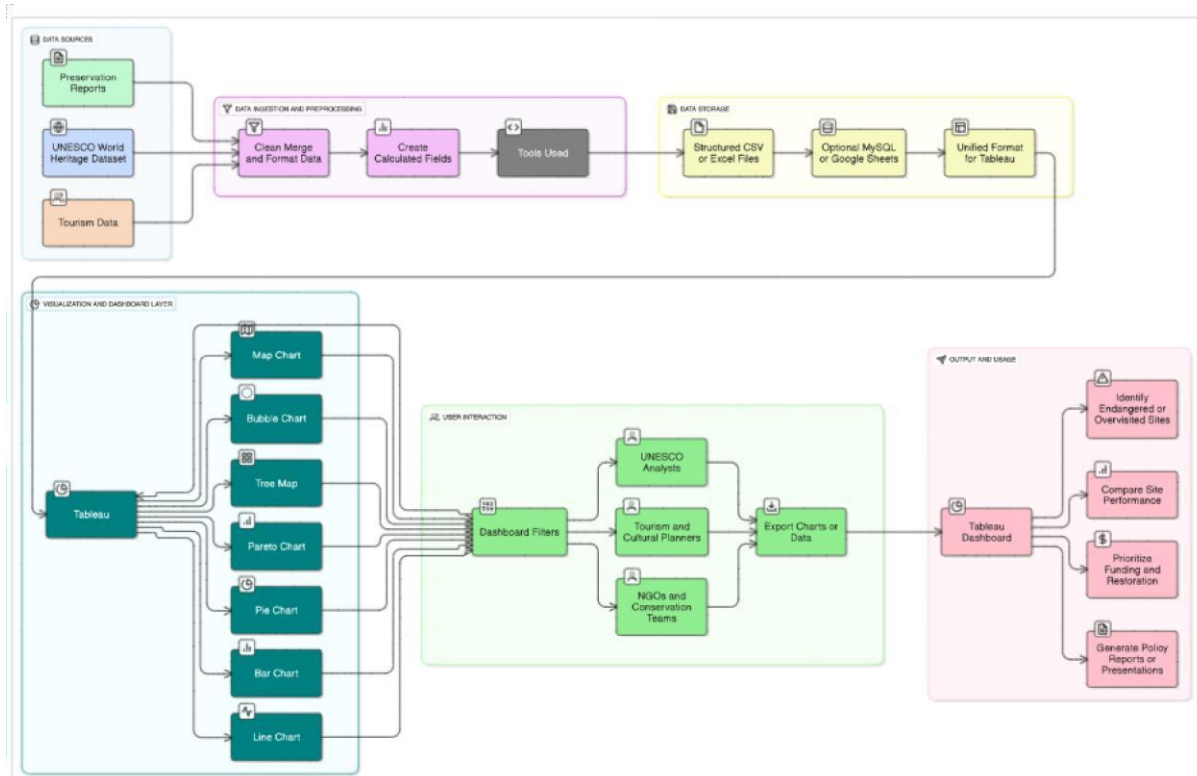 DATA SOURCES
Preservation
Reports
UNESCO World
Heritage Dataset
Tourism Data
DATA INGESTION AND PREPROCESSING
Clean Merge
and Format Data
Create
Calculated Fields
Tools Used
DATA STORAGE
Structured CSV
or Excel Files
Optional MySQL
or Google Sheets
Unified Format
for Tableau
VISUALIZATION AND DASHBOARD LAYER
Tableau
Map Chart
Bubble Chart
Tree Map
Pareto Chart
Pie Chart
Bar Chart
Line Chart
USER INTERACTION
Dashboard Filters
UNESCO
Analysts
Tourism and
Cultural Planners
NGOs and
Conservation
Teams
Export Charts or
Data
OUTPUT AND USAGE
Tableau
Dashboard
Identify
Endangered or
Overvisited Sites
Compare Site
Performance
Prioritize
Funding and
Restoration
Generate Policy
Reports or
Presentations